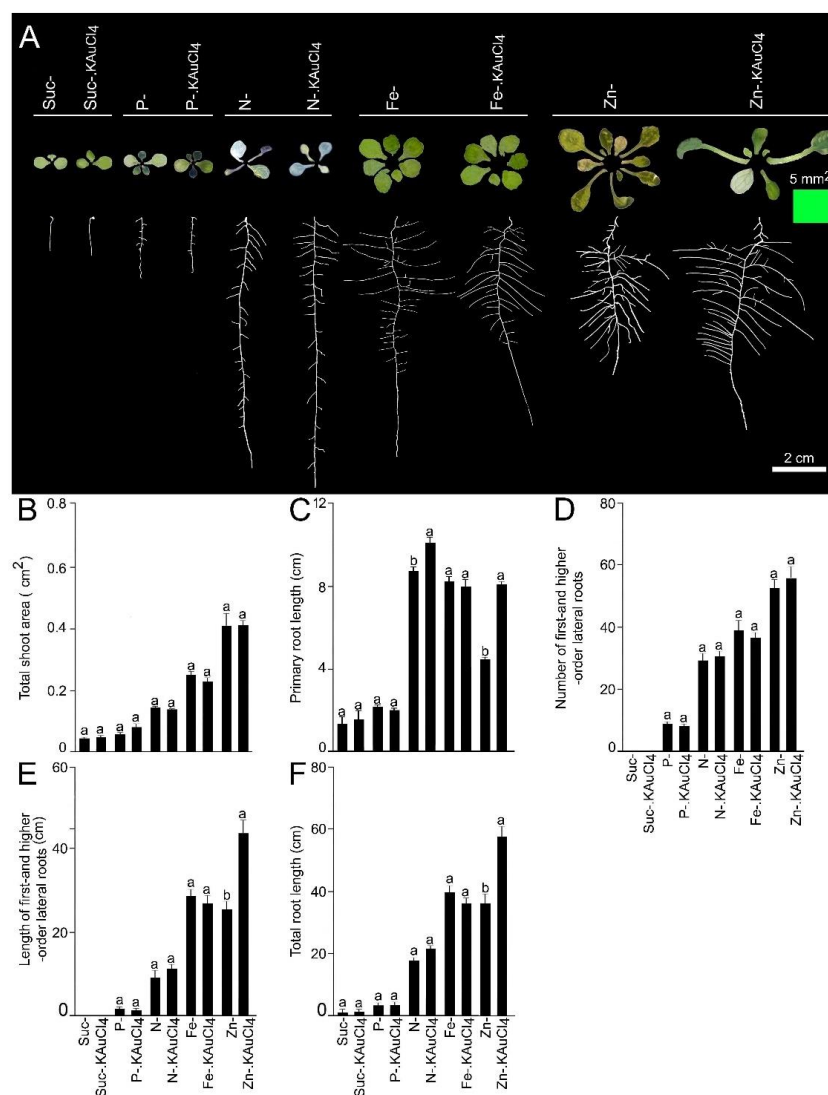 A
Suc-
Suc-.KAuCl4
P-
P-.KAuCl4
N-
N-.KAuCl4
Fe-
Fe-.KAuCl4
Zn-
Zn-.KAuCl4
5 mm2
2 cm
B
Total shoot area ( cm2)
0.8
0.6
0.4
0.2
0
a
a
a
a
a
a
a
a
a
a
C
Primary root length (cm)
12
8
4
0
a
a
a
a
b
a
a
a
b
a
D
Number of first-and higher
-order lateral roots
80
60
40
20
0
a
a
a
a
a
a
a
a
Suc-
Suc-.KAuCl4
P-
P-.KAuCl4
N-
N-.KAuCl4
Fe-
Fe-.KAuCl4
Zn-
Zn-.KAuCl4
E
Length of first-and higher
-order lateral roots (cm)
60
40
20
0
a
a
a
a
a
a
b
a
Suc-
Suc-.KAuCl4
P-
P-.KAuCl4
N-
N-.KAuCl4
Fe-
Fe-.KAuCl4
Zn-
Zn-.KAuCl4
F
Total root length (cm)
80
60
40
20
0
a
a
a
a
a
a
a
a
b
a
Suc-
Suc-.KAuCl4
P-
P-.KAuCl4
N-
N-.KAuCl4
Fe-
Fe-.KAuCl4
Zn-
Zn-.KAuCl4